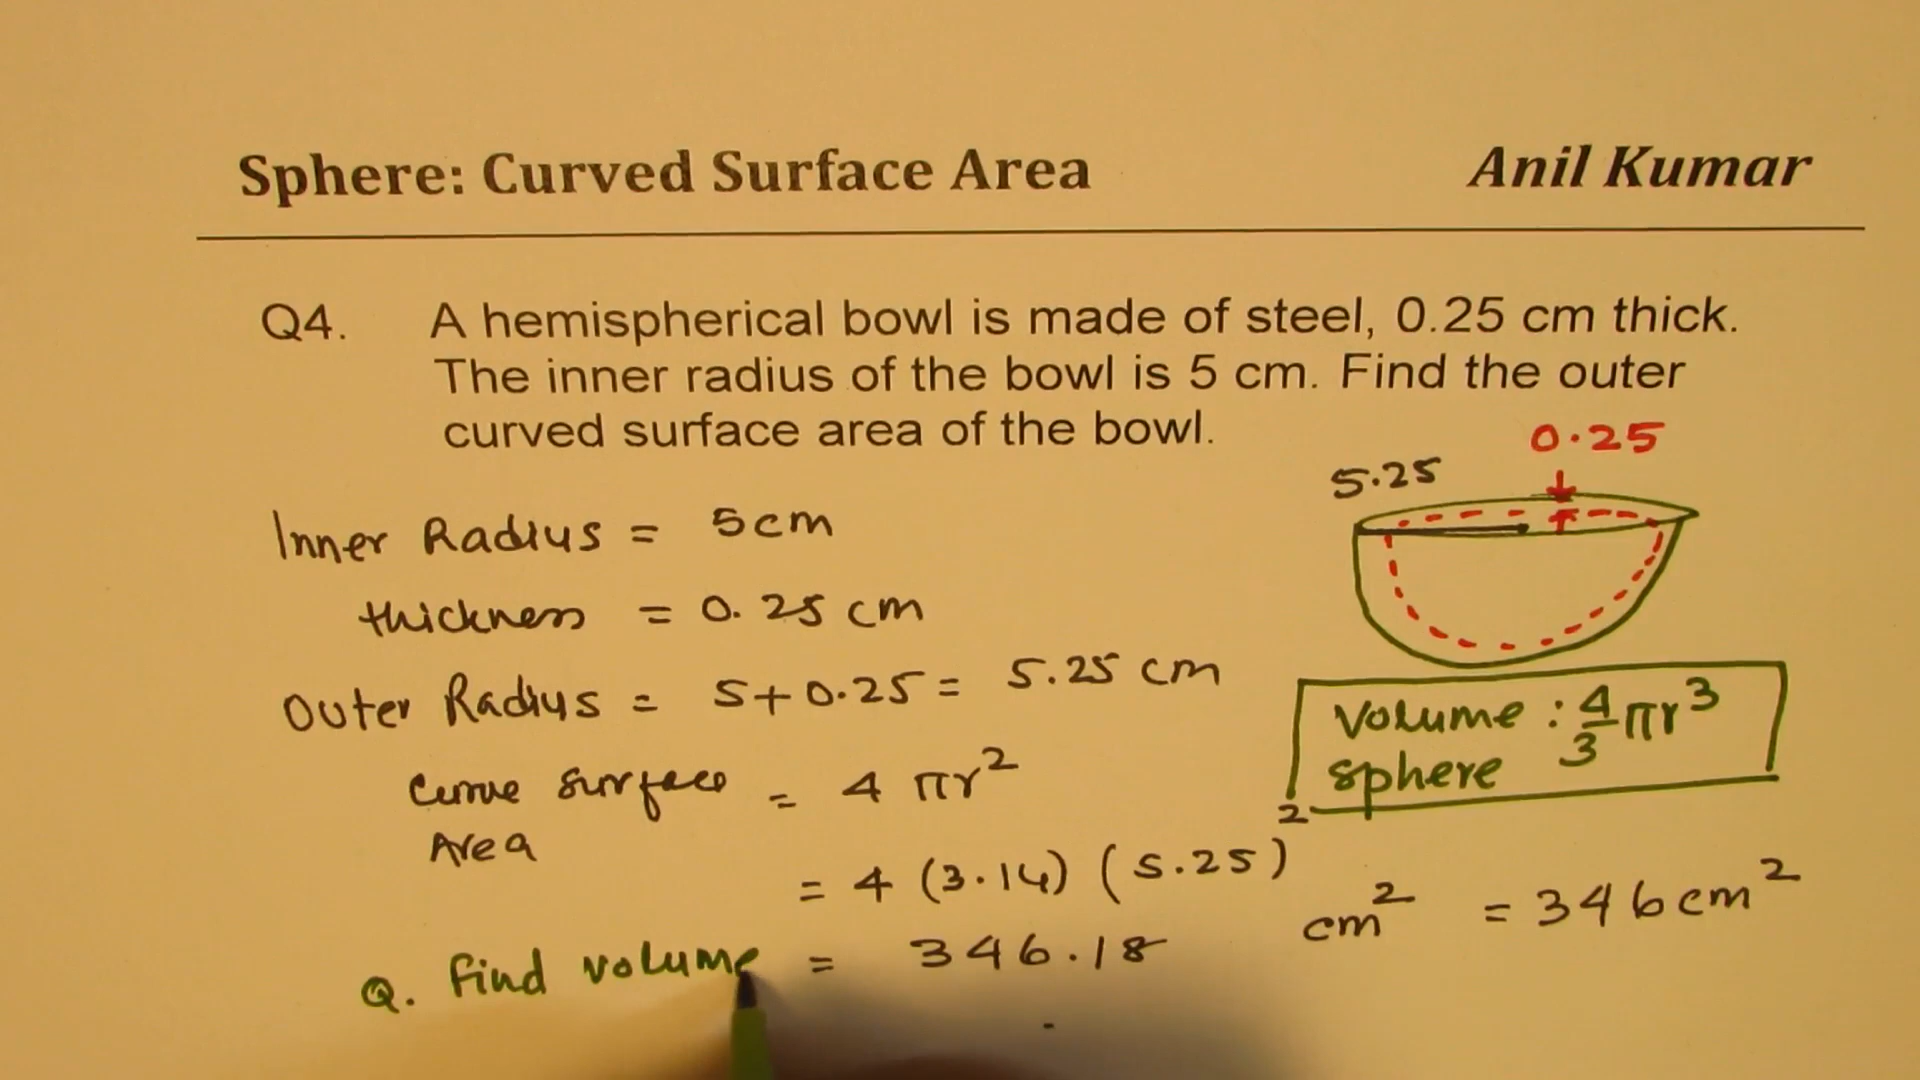 Sphere: Curved Surface Area Anil Kumar
Q4. A hemispherical bowl is made of steel, 0.25 cm thick.
The inner radius of the bowl is 5 cm. Find the outer
curved surface area of the bowl.
0.25
5.25
Inner Radius = 5cm
thickness = 0.25 cm
Outer Radius = 5+0.25 = 5.25 cm
Volume : 4/3 πr³
sphere
Curve surface = 4 πr²
Area
= 4 (3.14) (5.25)²
= 346.18 cm² = 346cm²
Q. Find volume